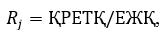 R_j = ҚРЕТҚ/ЕЖҚ,